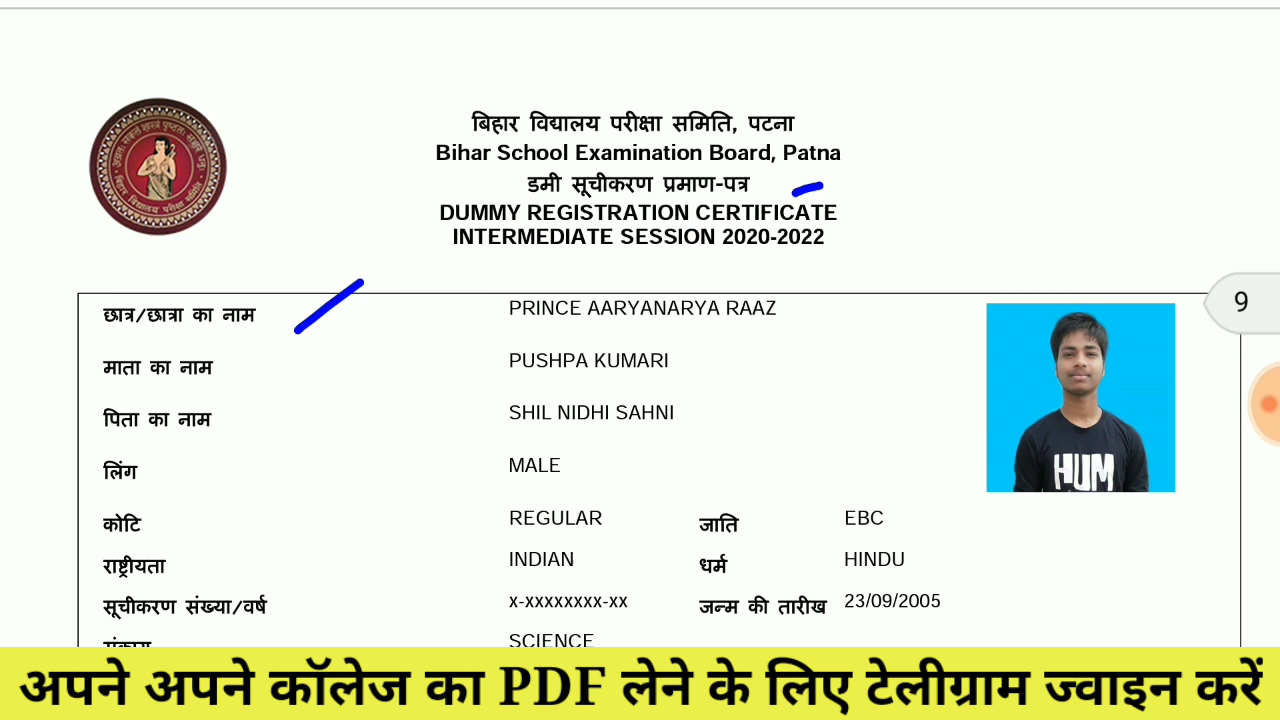 बिहार विद्यालय परीक्षा समिति, पटना
Bihar School Examination Board, Patna
डमी सूचीकरण प्रमाण-पत्र
DUMMY REGISTRATION CERTIFICATE
INTERMEDIATE SESSION 2020-2022
छात्र/छात्रा का नाम PRINCE AARYANARYA RAAZ
9
माता का नाम PUSHPA KUMARI
पिता का नाम SHIL NIDHI SAHNI
लिंग MALE
HUM
कोटि REGULAR जाति EBC
राष्ट्रीयता INDIAN धर्म HINDU
सूचीकरण संख्या/वर्ष x-xxxxxxxx-xx जन्म की तारीख 23/09/2005
SCIENCE
अपने अपने कॉलेज का PDF लेने के लिए टेलीग्राम ज्वाइन करें